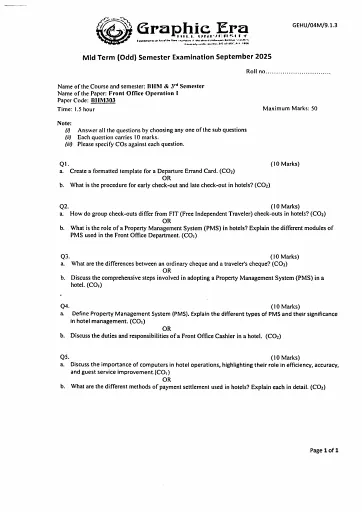 GEHU/04M/9.1.3
Graphic Era
HILL UNIVERSITY
Mid Term (Odd) Semester Examination September 2025
Roll no..............................
Name of the Course and semester: BHM & 3rd Semester
Name of the Paper: Front Office Operation I
Paper Code: BHM303
Time: 1.5 hour Maximum Marks: 50
Note:
(i) Answer all the questions by choosing any one of the sub questions
(ii) Each question carries 10 marks.
(iii) Please specify COs against each question.
Q1. (10 Marks)
a. Create a formatted template for a Departure Errand Card. (CO₂)
OR
b. What is the procedure for early check-out and late check-out in hotels? (CO₂)
Q2. (10 Marks)
a. How do group check-outs differ from FIT (Free Independent Traveler) check-outs in hotels? (CO₂)
OR
b. What is the role of a Property Management System (PMS) in hotels? Explain the different modules of
PMS used in the Front Office Department. (CO₁)
Q3. (10 Marks)
a. What are the differences between an ordinary cheque and a traveler's cheque? (CO₂)
OR
b. Discuss the comprehensive steps involved in adopting a Property Management System (PMS) in a
hotel. (CO₁)
Q4. (10 Marks)
a. Define Property Management System (PMS). Explain the different types of PMS and their significance
in hotel management. (CO₁)
OR
b. Discuss the duties and responsibilities of a Front Office Cashier in a hotel. (CO₂)
Q5. (10 Marks)
a. Discuss the importance of computers in hotel operations, highlighting their role in efficiency, accuracy,
and guest service improvement.(CO₁)
OR
b. What are the different methods of payment settlement used in hotels? Explain each in detail. (CO₂)
Page 1 of 1